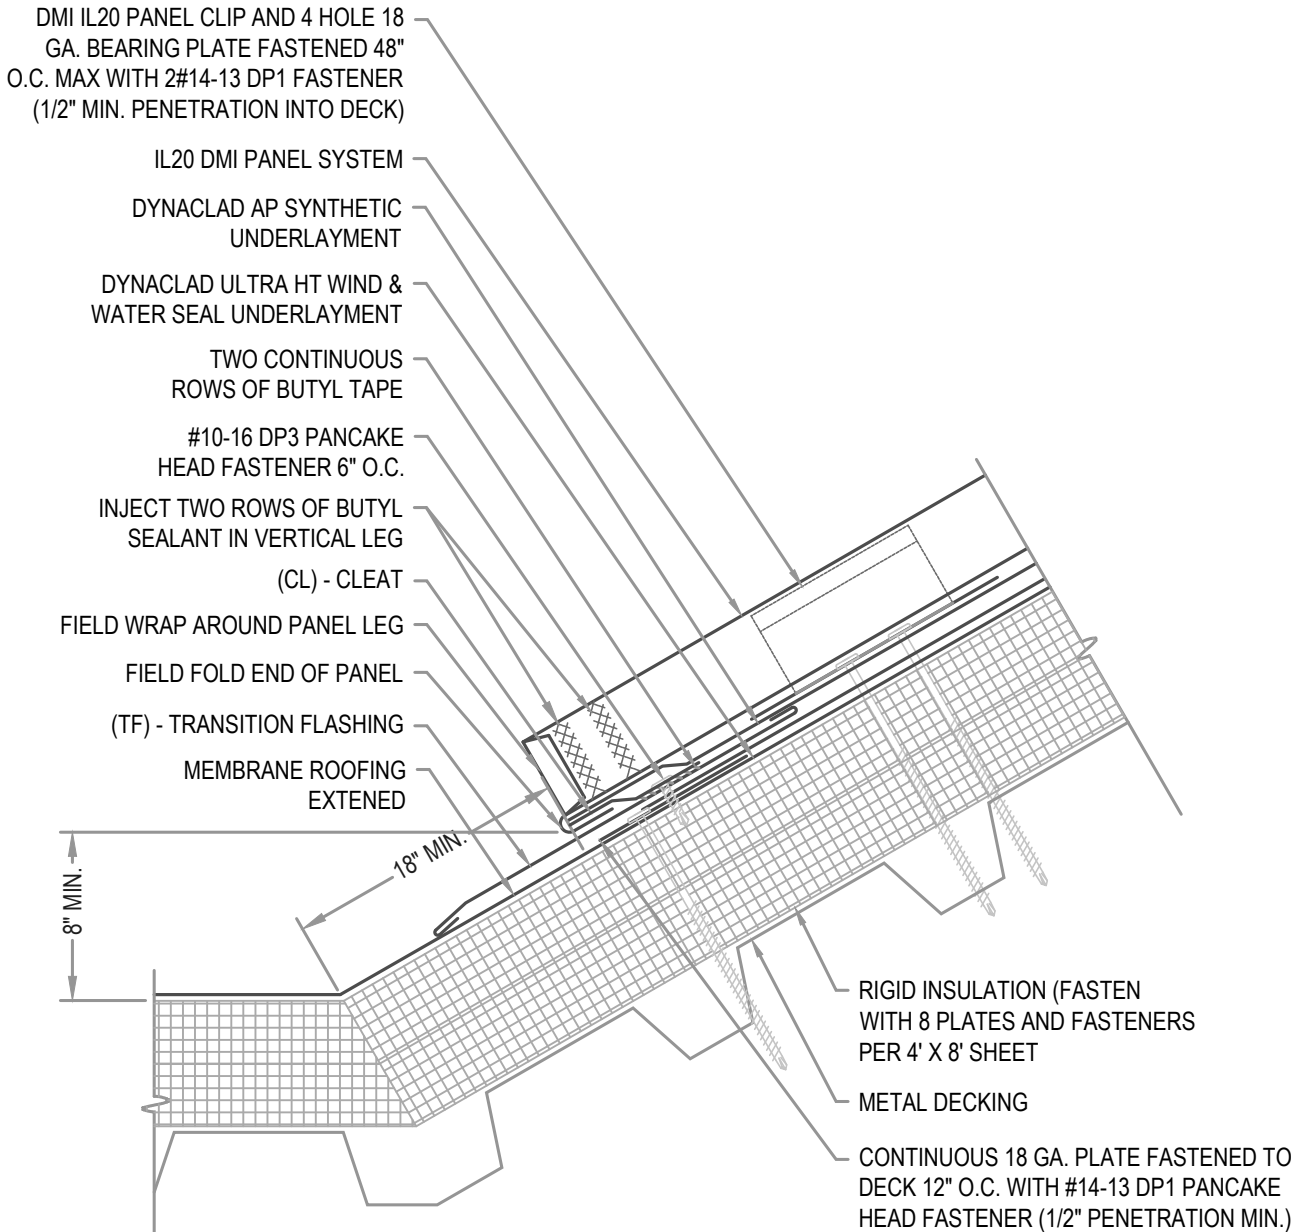 DMI IL20 PANEL CLIP AND 4 HOLE 18
GA. BEARING PLATE FASTENED 48"
O.C. MAX WITH 2#14-13 DP1 FASTENER
(1/2" MIN. PENETRATION INTO DECK)
IL20 DMI PANEL SYSTEM
DYNACLAD AP SYNTHETIC
UNDERLAYMENT
DYNACLAD ULTRA HT WIND &
WATER SEAL UNDERLAYMENT
TWO CONTINUOUS
ROWS OF BUTYL TAPE
#10-16 DP3 PANCAKE
HEAD FASTENER 6" O.C.
INJECT TWO ROWS OF BUTYL
SEALANT IN VERTICAL LEG
(CL) - CLEAT
FIELD WRAP AROUND PANEL LEG
FIELD FOLD END OF PANEL
(TF) - TRANSITION FLASHING
MEMBRANE ROOFING
EXTENED
18" MIN.
8" MIN.
RIGID INSULATION (FASTEN
WITH 8 PLATES AND FASTENERS
PER 4' X 8' SHEET
METAL DECKING
CONTINUOUS 18 GA. PLATE FASTENED TO
DECK 12" O.C. WITH #14-13 DP1 PANCAKE
HEAD FASTENER (1/2" PENETRATION MIN.)